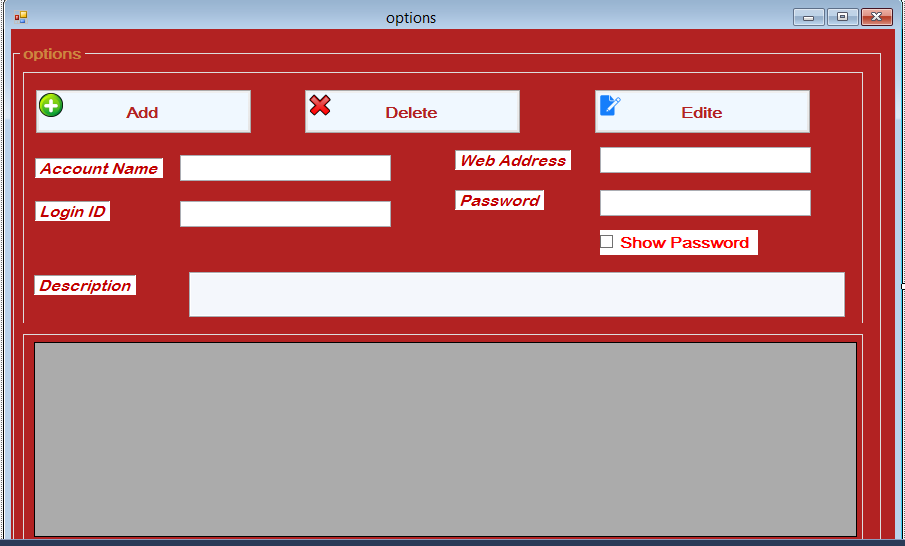 options
options
Add
Delete
Edite
Account Name
Web Address
Login ID
Password
Show Password
Description